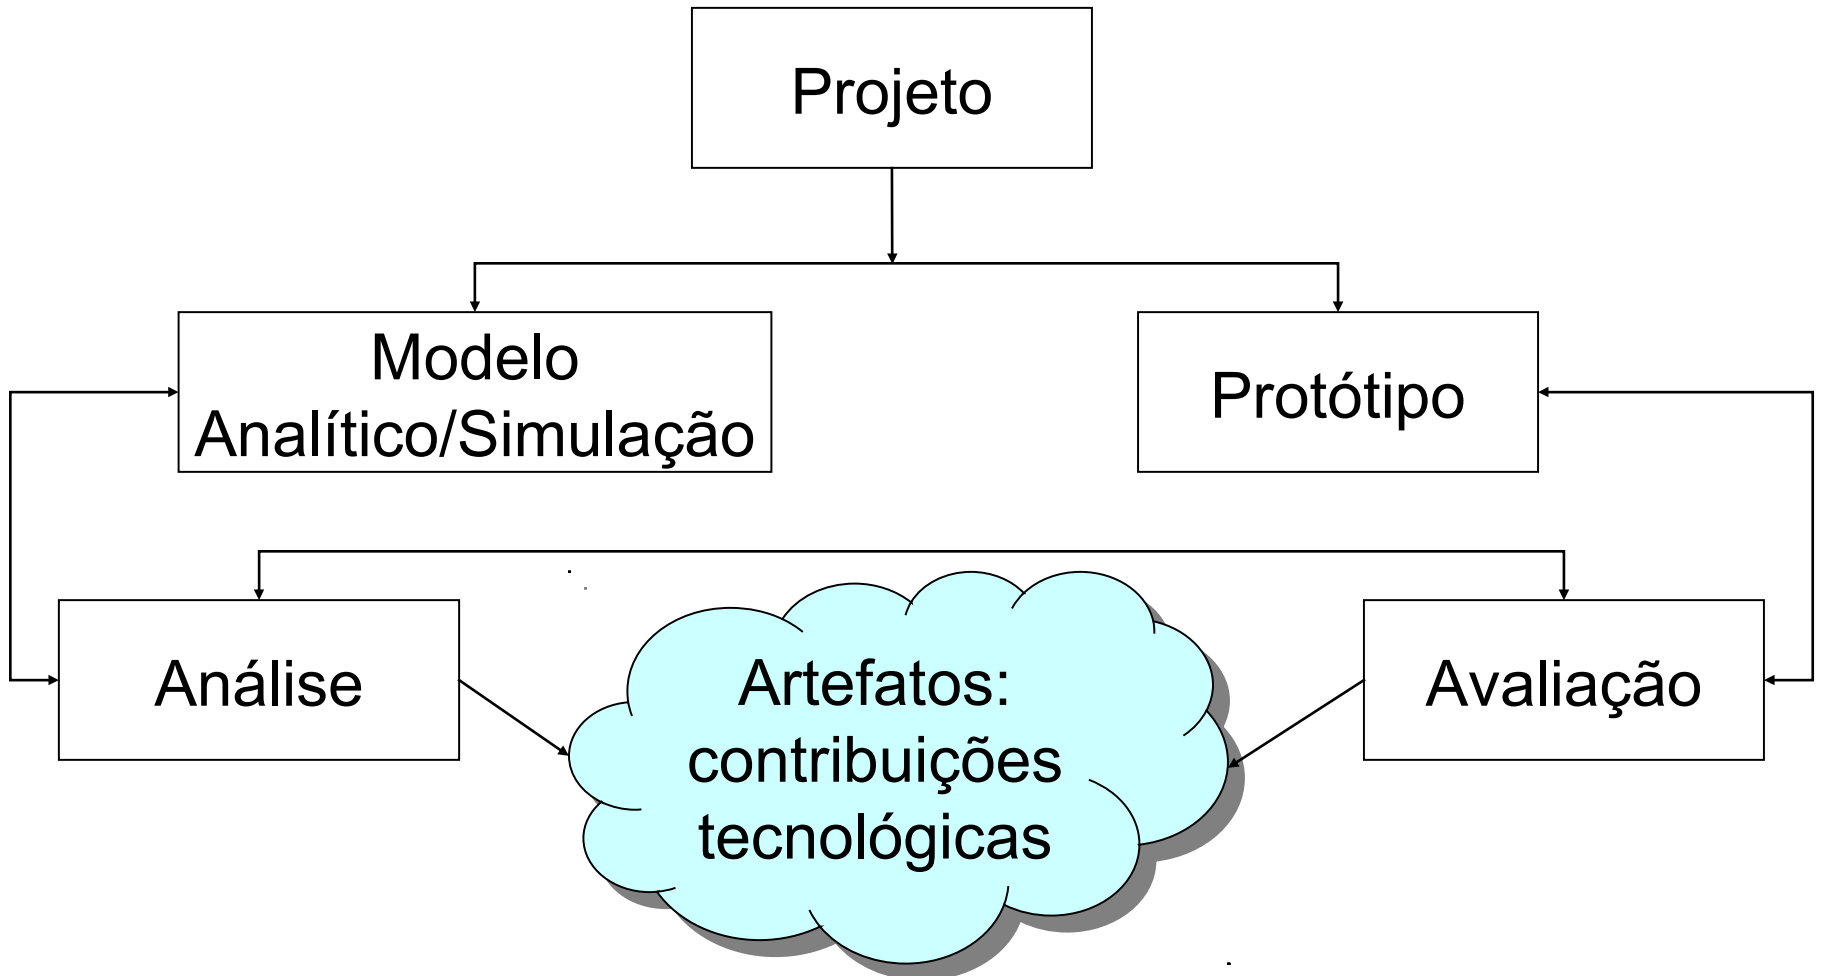 Projeto
Modelo
Analítico/Simulação
Protótipo
Análise
Artefatos:
contribuições
tecnológicas
Avaliação